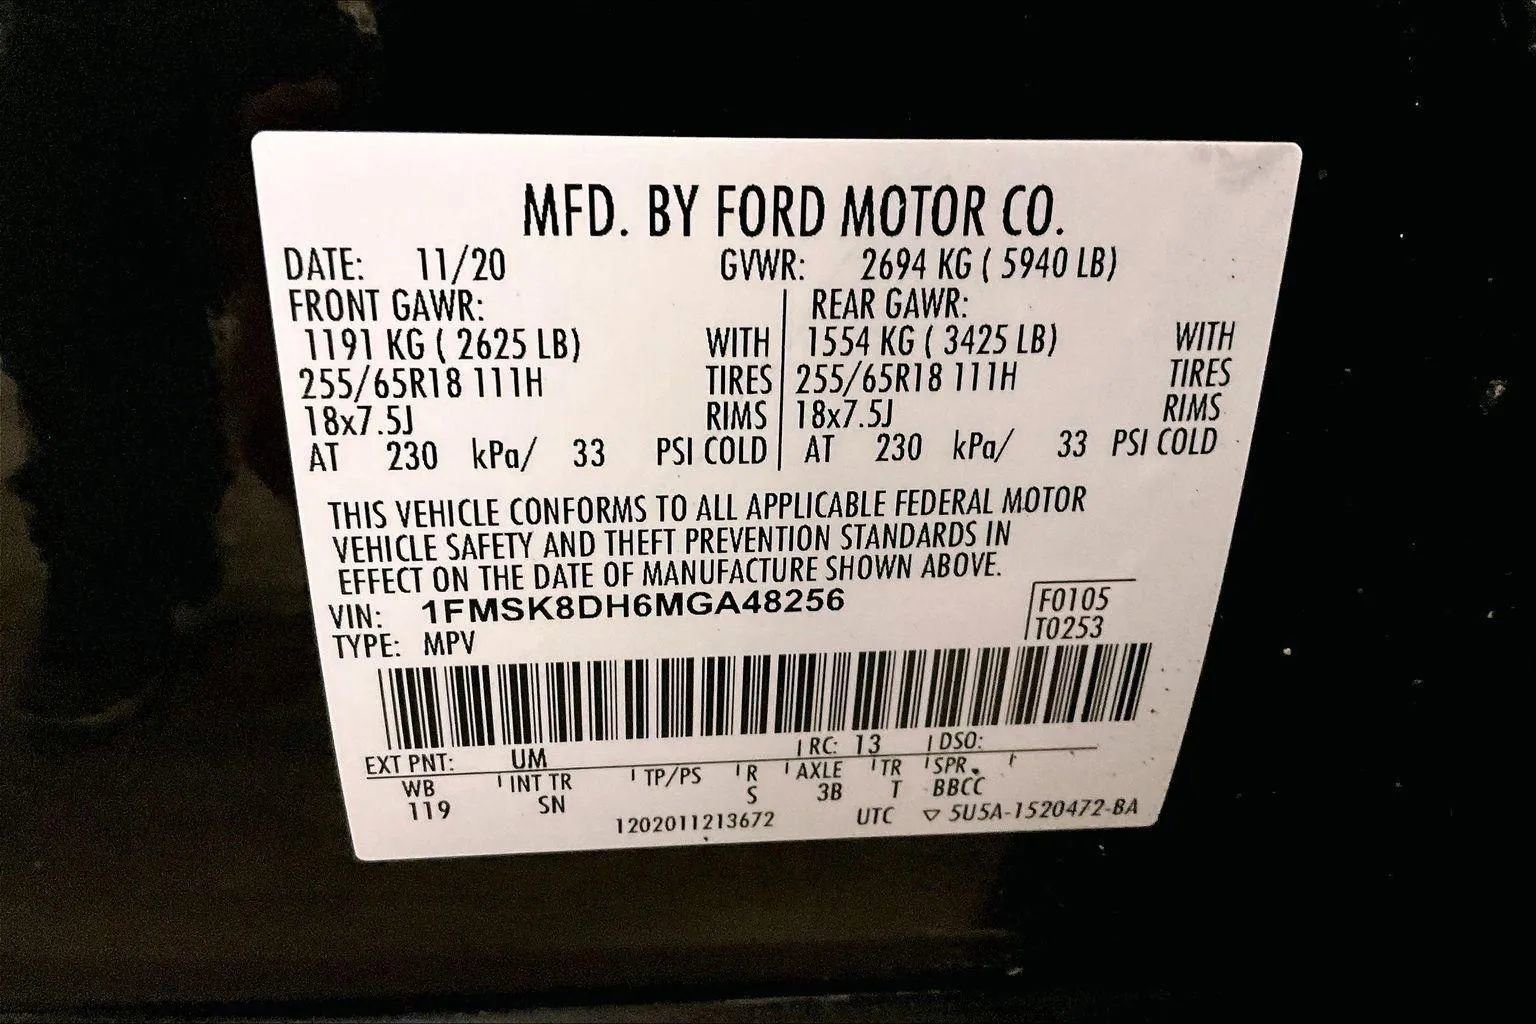 MFD. BY FORD MOTOR CO.
DATE: 11/20 GVWR: 2694 KG ( 5940 LB)
FRONT GAWR: REAR GAWR:
1191 KG ( 2625 LB) WITH 1554 KG ( 3425 LB) WITH
255/65R18 111H TIRES 255/65R18 111H TIRES
18x7.5J RIMS 18x7.5J RIMS
AT 230 kPa/ 33 PSI COLD AT 230 kPa/ 33 PSI COLD
THIS VEHICLE CONFORMS TO ALL APPLICABLE FEDERAL MOTOR
VEHICLE SAFETY AND THEFT PREVENTION STANDARDS IN
EFFECT ON THE DATE OF MANUFACTURE SHOWN ABOVE.
VIN: 1FMSK8DH6MGA48256 F0105
TYPE: MPV T0253
EXT PNT: UM RC: 13 DSO:
WB INT TR TP/PS R AXLE TR SPR
119 SN S 3B T BBCC
1202011213672 UTC ▽ 5U5A-1520472-BA